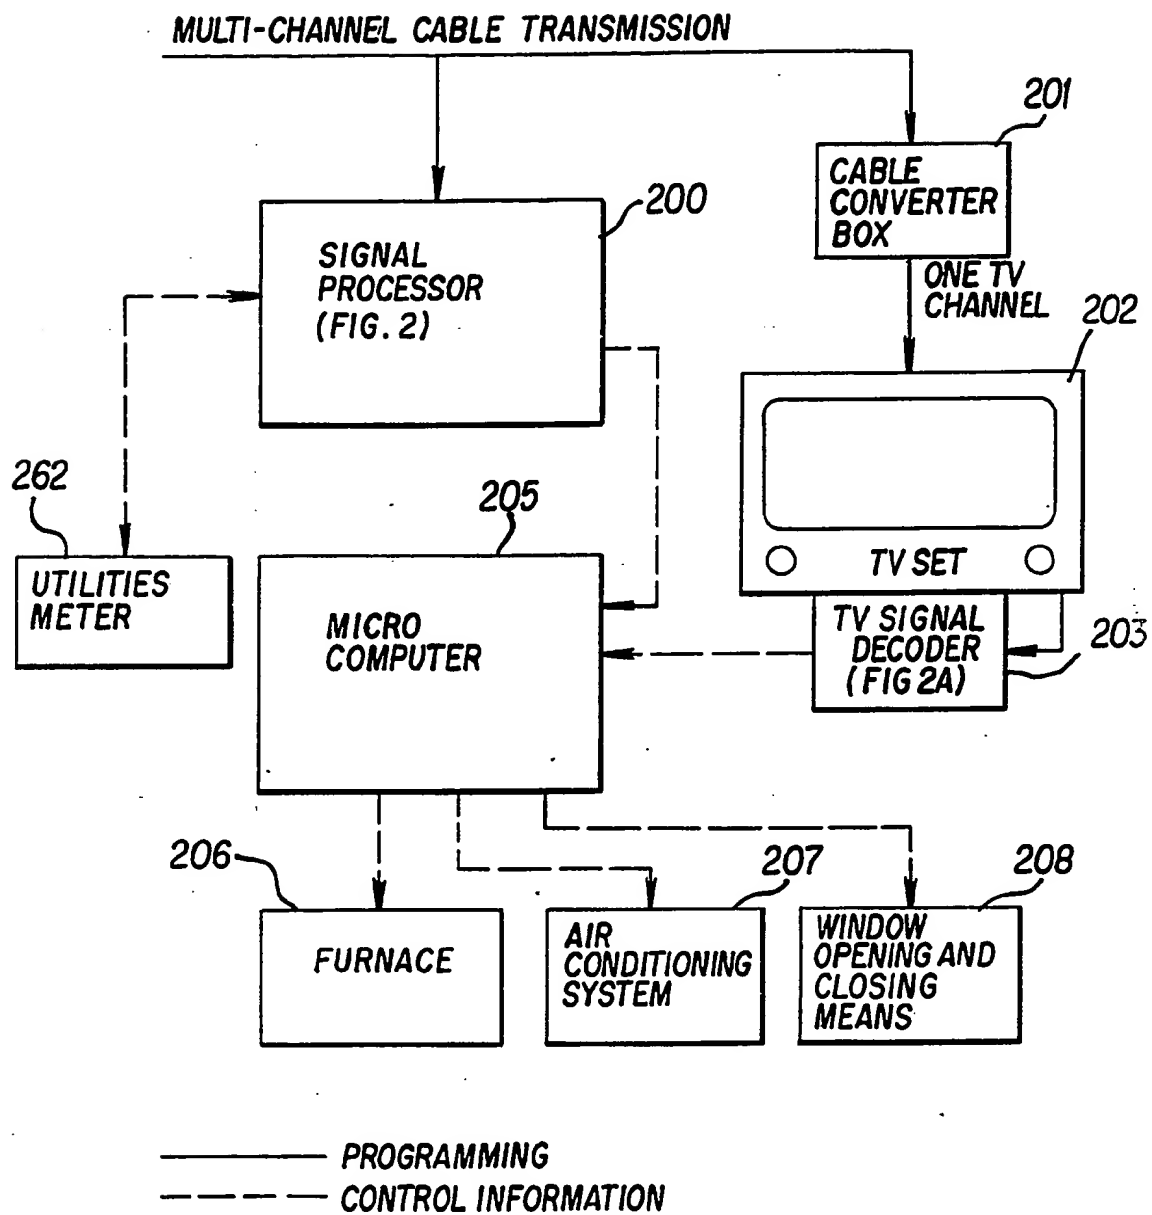 MULTI-CHANNEL CABLE TRANSMISSION
201
CABLE
CONVERTER
BOX
200
SIGNAL
PROCESSOR
(FIG. 2)
ONE TV
CHANNEL
202
262
UTILITIES
METER
205
MICRO
COMPUTER
TV SET
TV SIGNAL
DECODER
(FIG 2A)
203
206
FURNACE
207
AIR
CONDITIONING
SYSTEM
208
WINDOW
OPENING AND
CLOSING
MEANS
PROGRAMMING
CONTROL INFORMATION